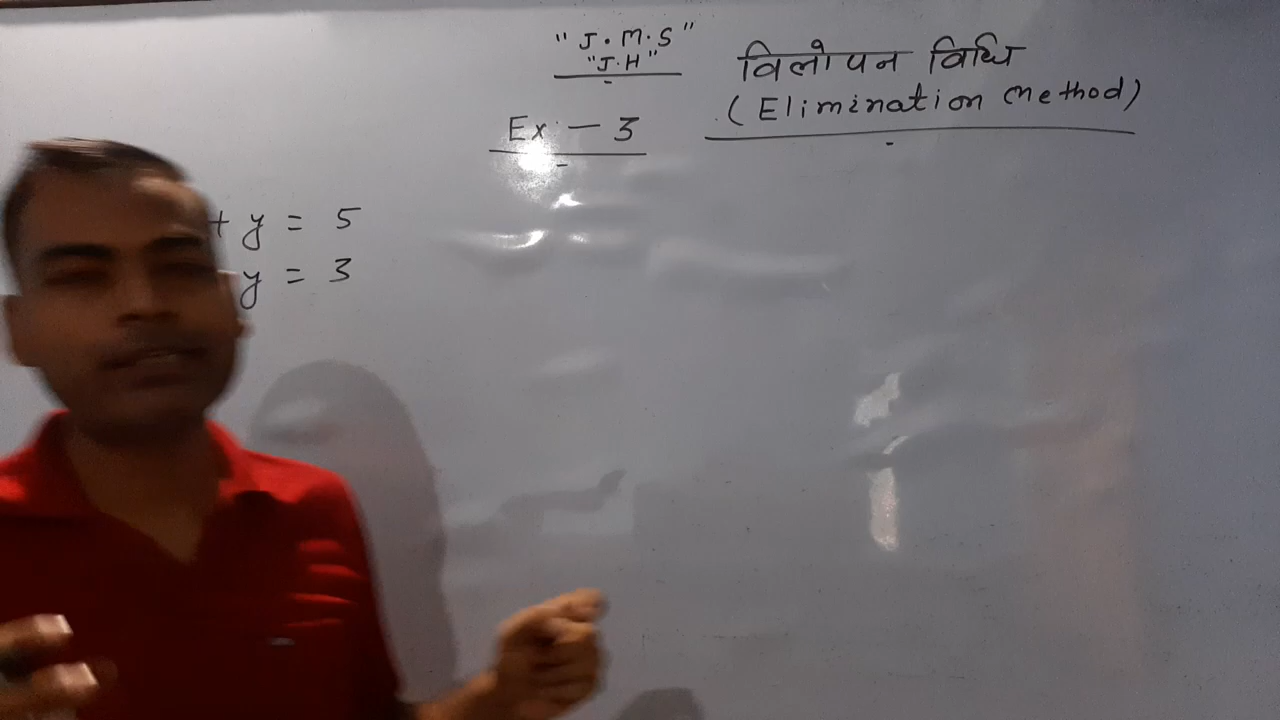 "J.M.S"
"J.H"
विलोपन विधि
(Elimination Method)
Ex - 3
+ y = 5
y = 3